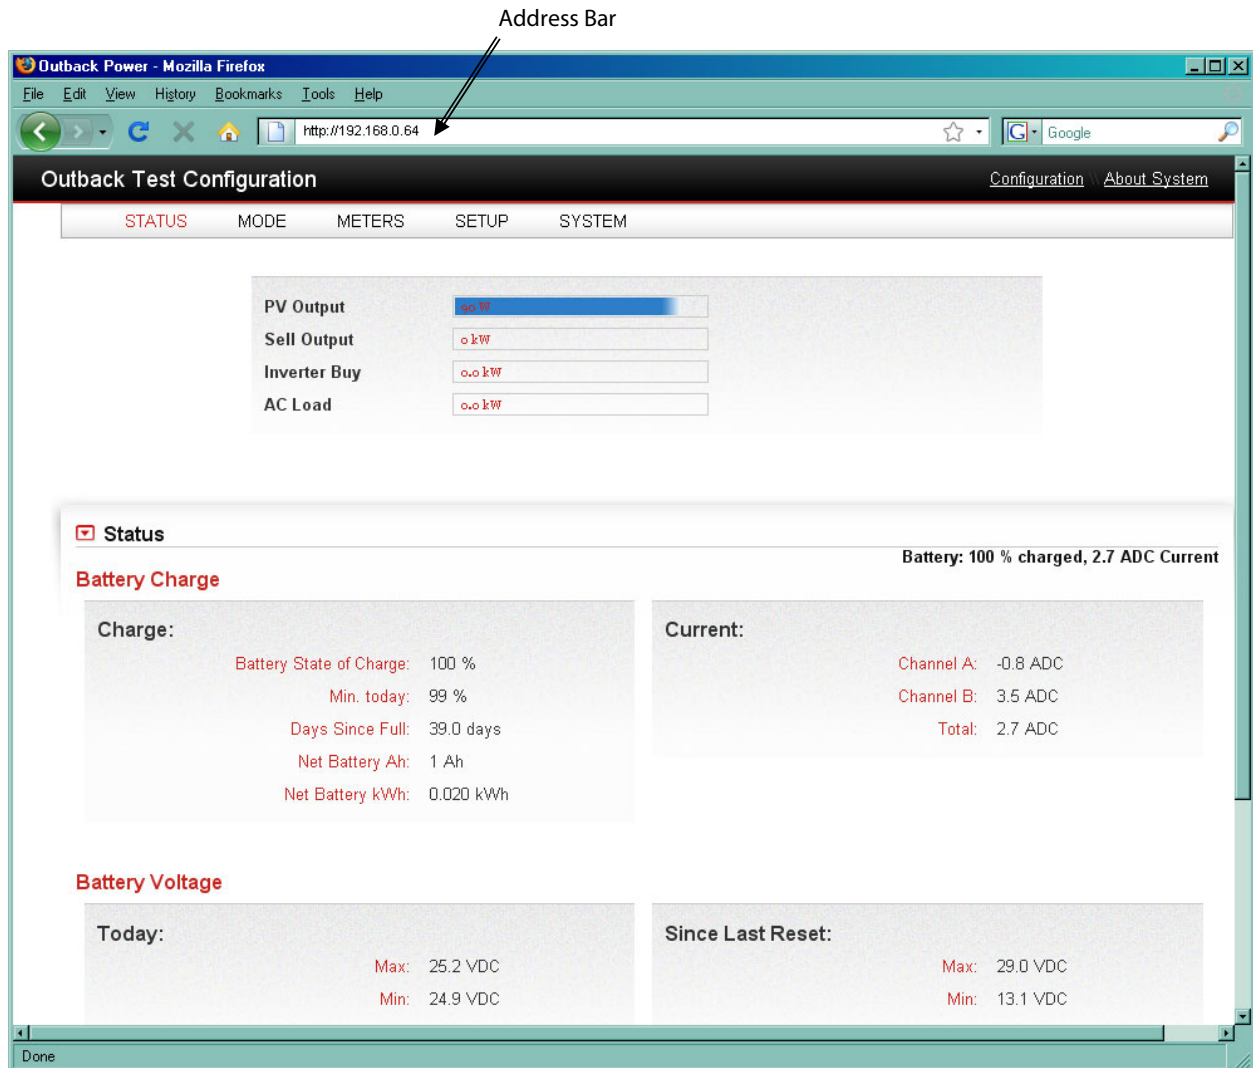 Address Bar
Outback Power - Mozilla Firefox
File Edit View History Bookmarks Tools Help
http://192.168.0.64 G Google
Outback Test Configuration Configuration \\ About System
STATUS MODE METERS SETUP SYSTEM
PV Output 90 W
Sell Output 0 kW
Inverter Buy 0.0 kW
AC Load 0.0 kW
Status
Battery: 100 % charged, 2.7 ADC Current
Battery Charge
Charge: Current:
Battery State of Charge: 100 % Channel A: -0.8 ADC
Min. today: 99 % Channel B: 3.5 ADC
Days Since Full: 39.0 days Total: 2.7 ADC
Net Battery Ah: 1 Ah
Net Battery kWh: 0.020 kWh
Battery Voltage
Today: Since Last Reset:
Max: 25.2 VDC Max: 29.0 VDC
Min: 24.9 VDC Min: 13.1 VDC
Done